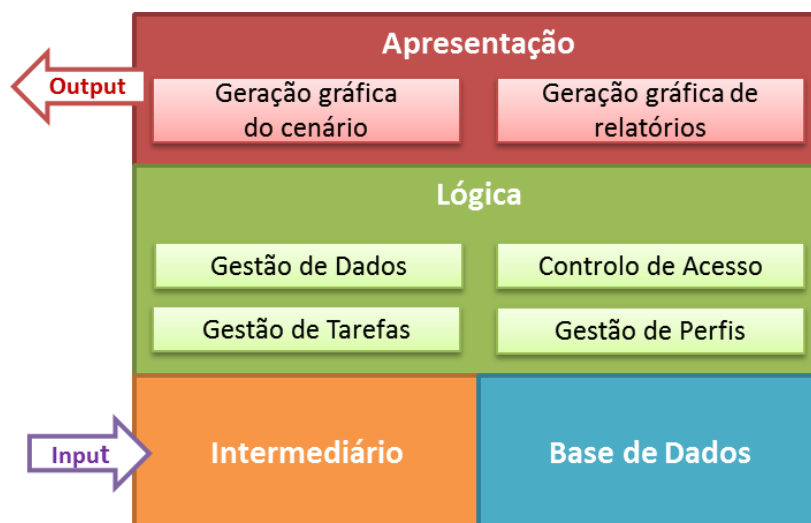 Apresentação
Output
Geração gráfica
do cenário
Geração gráfica de
relatórios
Lógica
Gestão de Dados
Controlo de Acesso
Gestão de Tarefas
Gestão de Perfis
Input
Intermediário
Base de Dados